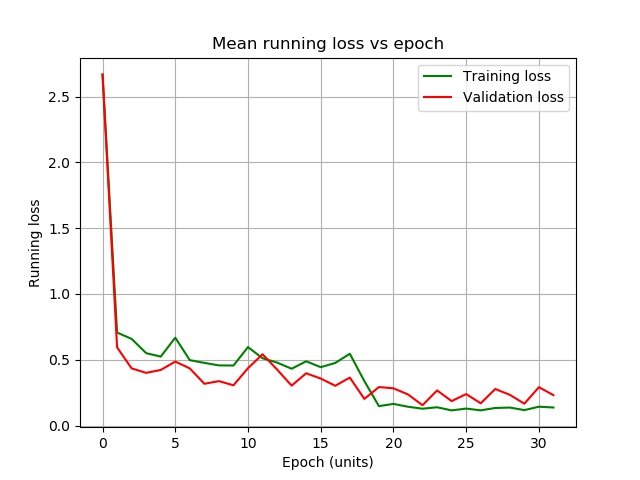 Mean running loss vs epoch
Training loss
Validation loss
2.5
2.0
1.5
1.0
0.5
0.0
Running loss
0 5 10 15 20 25 30
Epoch (units)